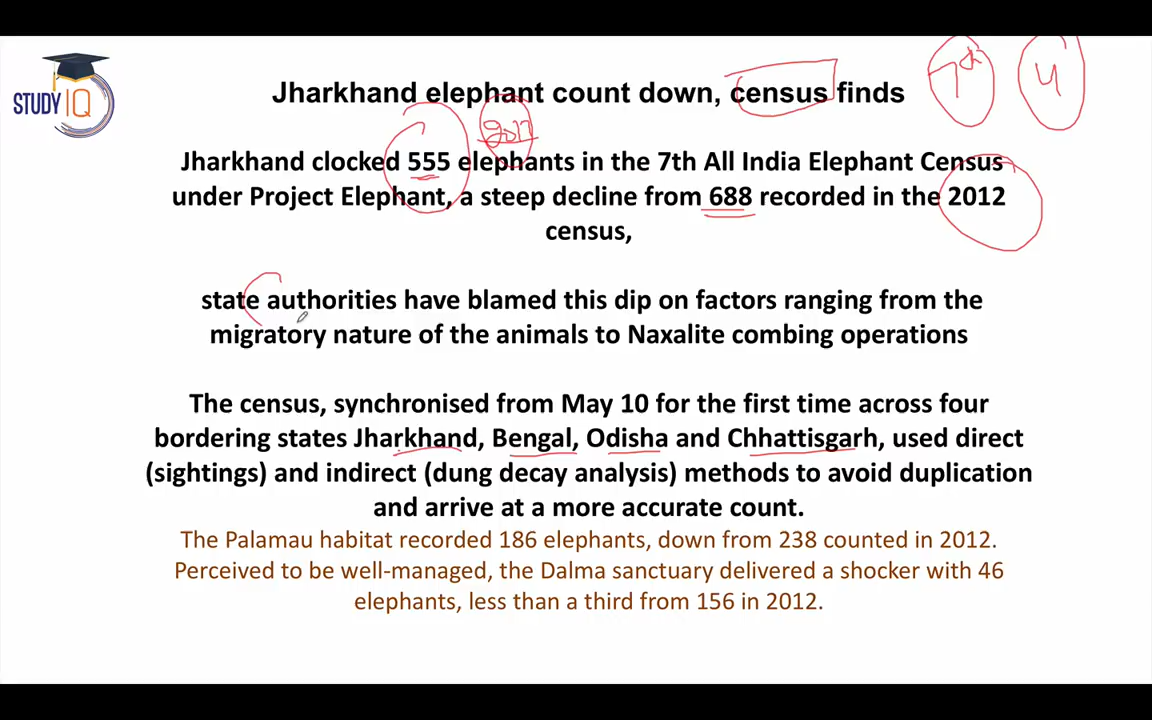 STUDY IQ
Jharkhand elephant count down, census finds
7th
4
2017
Jharkhand clocked 555 elephants in the 7th All India Elephant Census
under Project Elephant, a steep decline from 688 recorded in the 2012
census,
state authorities have blamed this dip on factors ranging from the
migratory nature of the animals to Naxalite combing operations
The census, synchronised from May 10 for the first time across four
bordering states Jharkhand, Bengal, Odisha and Chhattisgarh, used direct
(sightings) and indirect (dung decay analysis) methods to avoid duplication
and arrive at a more accurate count.
The Palamau habitat recorded 186 elephants, down from 238 counted in 2012.
Perceived to be well-managed, the Dalma sanctuary delivered a shocker with 46
elephants, less than a third from 156 in 2012.